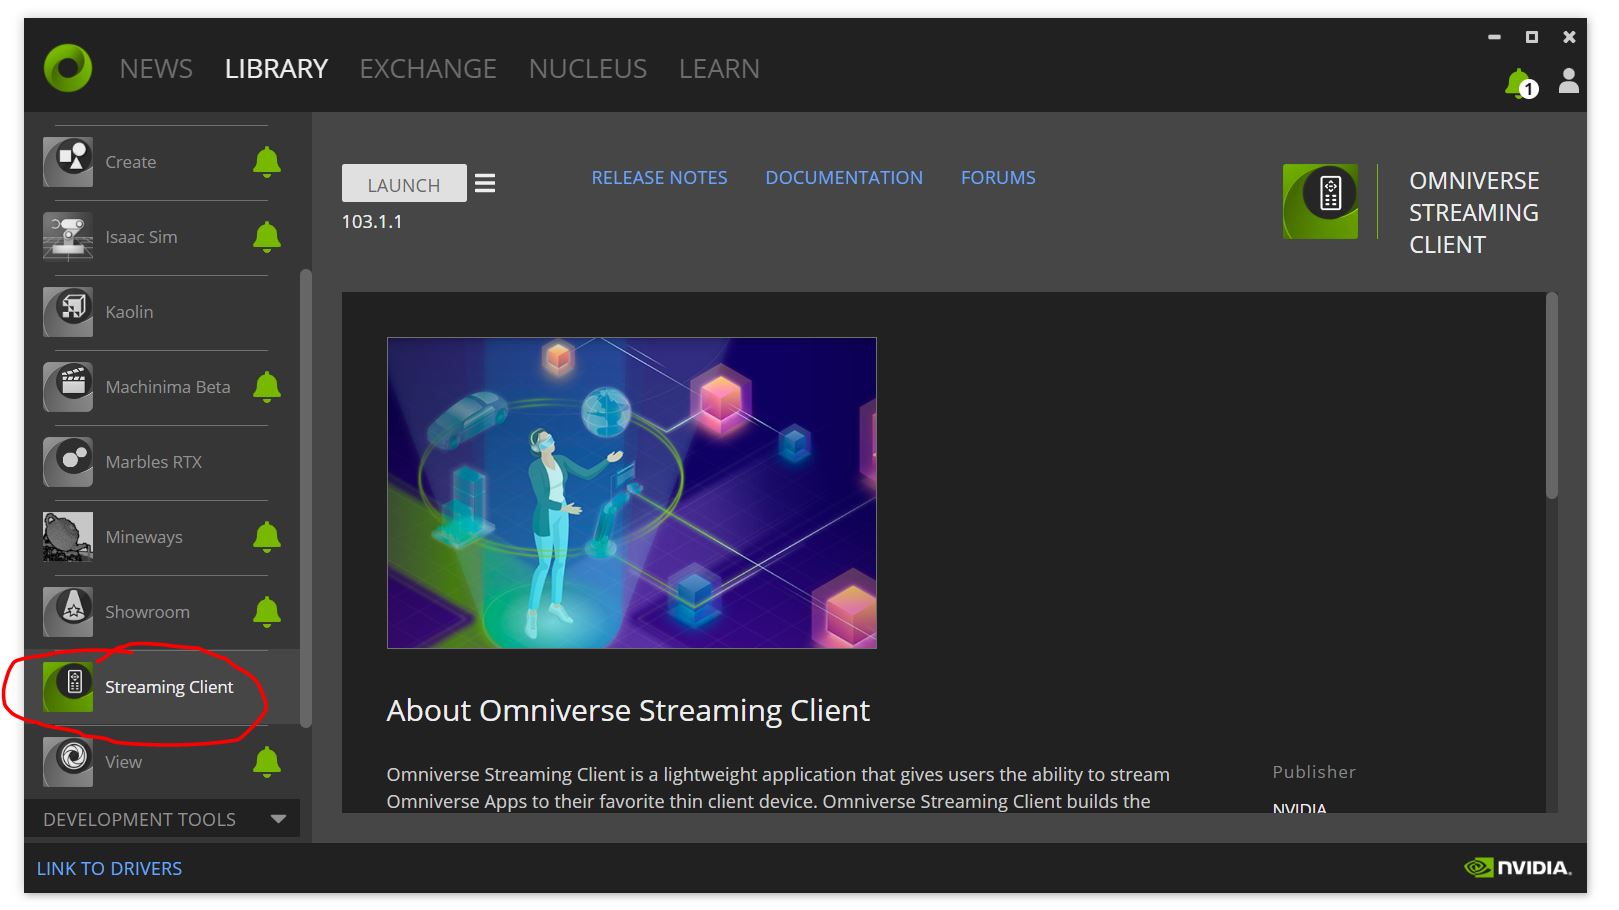 NEWS LIBRARY EXCHANGE NUCLEUS LEARN
1
Create
Isaac Sim
Kaolin
Machinima Beta
Marbles RTX
Mineways
Showroom
Streaming Client
View
DEVELOPMENT TOOLS
LINK TO DRIVERS
LAUNCH
103.1.1
RELEASE NOTES DOCUMENTATION FORUMS
OMNIVERSE
STREAMING
CLIENT
About Omniverse Streaming Client
Omniverse Streaming Client is a lightweight application that gives users the ability to stream
Omniverse Apps to their favorite thin client device. Omniverse Streaming Client builds the
Publisher
NVIDIA
NVIDIA.